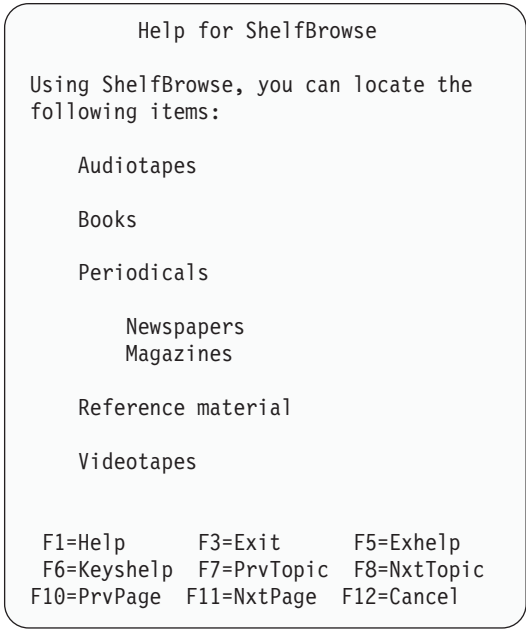 Help for ShelfBrowse
Using ShelfBrowse, you can locate the
following items:
Audiotapes
Books
Periodicals
Newspapers
Magazines
Reference material
Videotapes
F1=Help F3=Exit F5=Exhelp
F6=Keyshelp F7=PrvTopic F8=NxtTopic
F10=PrvPage F11=NxtPage F12=Cancel